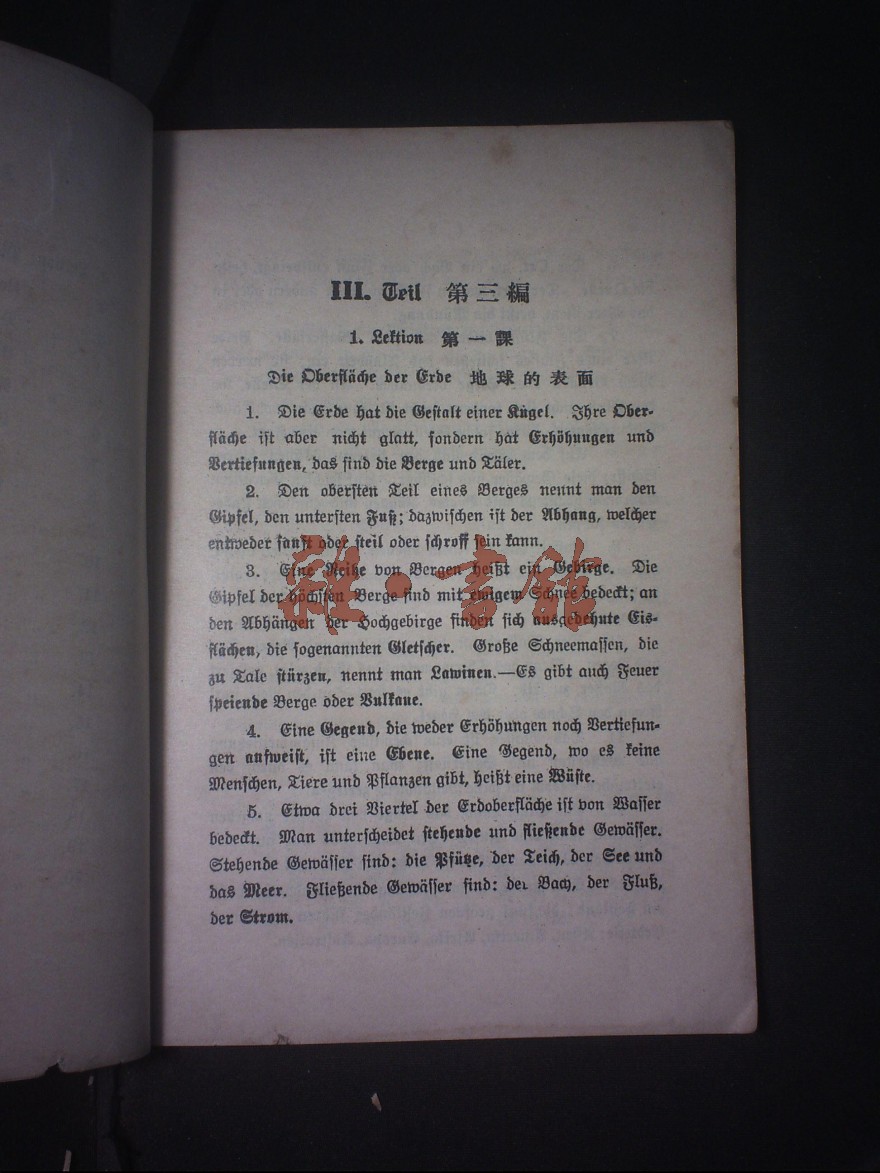 III. Teil 第三編
1. Lektion 第一課
Die Oberfläche der Erde 地球的表面
1. Die Erde hat die Gestalt einer Kugel. Ihre Ober-
fläche ist aber nicht glatt, sondern hat Erhöhungen und
Vertiefungen, das sind die Berge und Täler.
2. Den obersten Teil eines Berges nennt man den
Gipfel, den untersten Fuß; dazwischen ist der Abhang, welcher
entweder sanft oder steil oder schroff sein kann.
3. Eine Reihe von Bergen heißt ein Gebirge. Die
Gipfel der höchsten Berge sind mit ewigem Schnee bedeckt; an
den Abhängen der Hochgebirge finden sich ausgedehnte Eis-
flächen, die sogenannten Gletscher. Große Schneemassen, die
zu Tale stürzen, nennt man Lawinen.—Es gibt auch Feuer
speiende Berge oder Vulkane.
4. Eine Gegend, die weder Erhöhungen noch Vertiefun-
gen aufweist, ist eine Ebene. Eine Gegend, wo es keine
Menschen, Tiere und Pflanzen gibt, heißt eine Wüste.
5. Etwa drei Viertel der Erdoberfläche ist von Wasser
bedeckt. Man unterscheidet stehende und fließende Gewässer.
Stehende Gewässer sind: die Pfütze, der Teich, der See und
das Meer. Fließende Gewässer sind: der Bach, der Fluß,
der Strom.
雜·書館